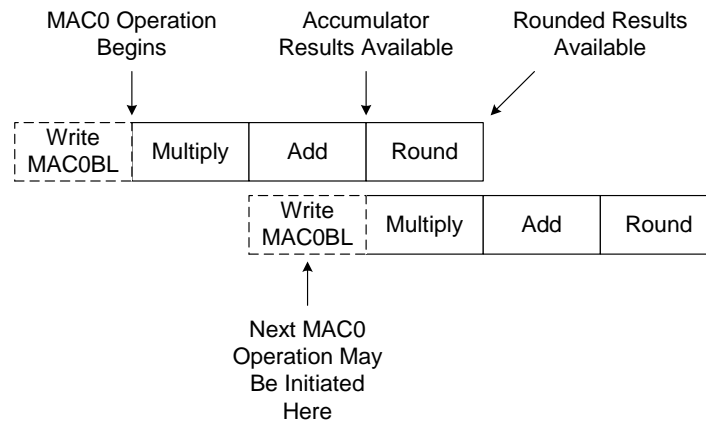 MAC0 Operation
Begins
Accumulator
Results Available
Rounded Results
Available
Write
MAC0BL
Multiply
Add
Round
Write
MAC0BL
Multiply
Add
Round
Next MAC0
Operation May
Be Initiated
Here